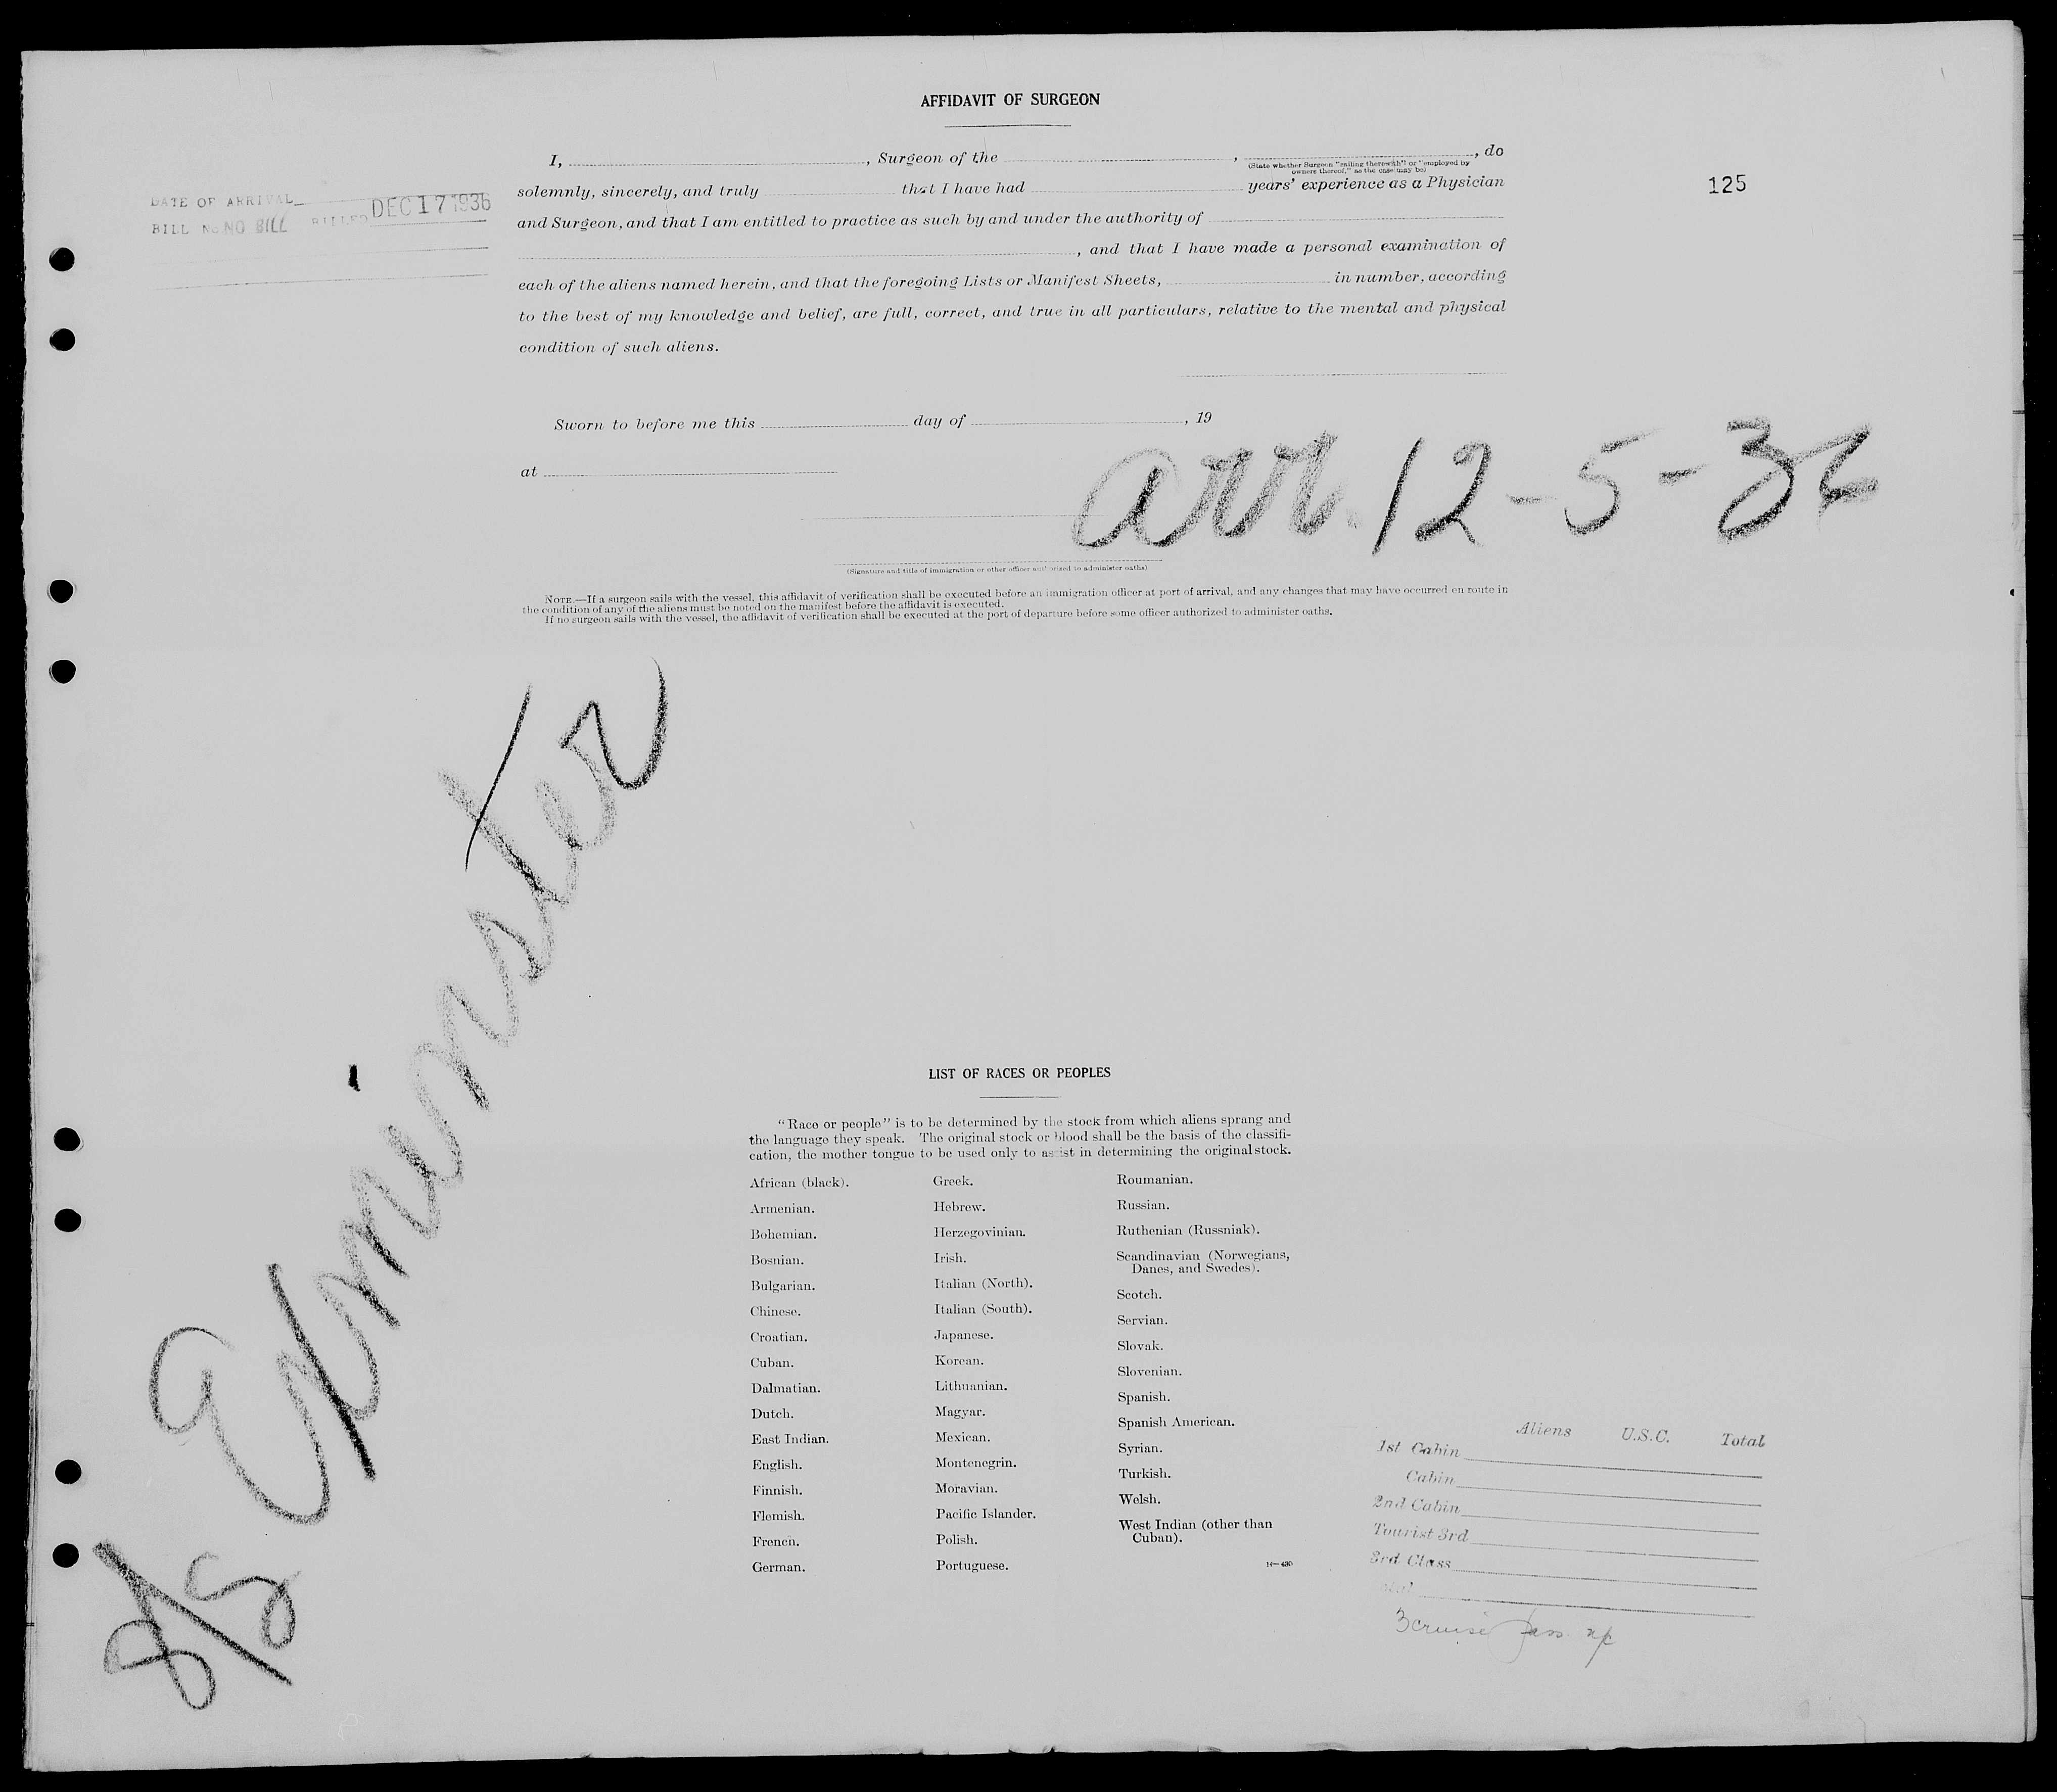 AFFIDAVIT OF SURGEON
I, , Surgeon of the , , do
(State whether Surgeon "sailing therewith" or "employed by
owners thereof," as the case may be)
solemnly, sincerely, and truly that I have had years' experience as a Physician
and Surgeon, and that I am entitled to practice as such by and under the authority of
, and that I have made a personal examination of
each of the aliens named herein, and that the foregoing Lists or Manifest Sheets, in number, according
to the best of my knowledge and belief, are full, correct, and true in all particulars, relative to the mental and physical
condition of such aliens.
DATE OF ARRIVAL
BILL No NO BILL BILLED DEC 17 1936
125
Sworn to before me this day of , 19
at
arr. 12-5-36
(Signature and title of immigration or other officer authorized to administer oaths)
NOTE.—If a surgeon sails with the vessel, this affidavit of verification shall be executed before an immigration officer at port of arrival, and any changes that may have occurred en route in
the condition of any of the aliens must be noted on the manifest before the affidavit is executed.
If no surgeon sails with the vessel, the affidavit of verification shall be executed at the port of departure before some officer authorized to administer oaths.
S/S Exminster
LIST OF RACES OR PEOPLES
"Race or people" is to be determined by the stock from which aliens sprang and
the language they speak. The original stock or blood shall be the basis of the classifi-
cation, the mother tongue to be used only to assist in determining the original stock.
African (black).
Armenian.
Bohemian.
Bosnian.
Bulgarian.
Chinese.
Croatian.
Cuban.
Dalmatian.
Dutch.
East Indian.
English.
Finnish.
Flemish.
French.
German.
Greek.
Hebrew.
Herzegovinian.
Irish.
Italian (North).
Italian (South).
Japanese.
Korean.
Lithuanian.
Magyar.
Mexican.
Montenegrin.
Moravian.
Pacific Islander.
Polish.
Portuguese.
Roumanian.
Russian.
Ruthenian (Russniak).
Scandinavian (Norwegians,
Danes, and Swedes).
Scotch.
Servian.
Slovak.
Slovenian.
Spanish.
Spanish American.
Syrian.
Turkish.
Welsh.
West Indian (other than
Cuban).
14—430
Aliens U.S.C. Total
1st Cabin
Cabin
2nd Cabin
Tourist 3rd
3rd Class
Total
3 cruise pass